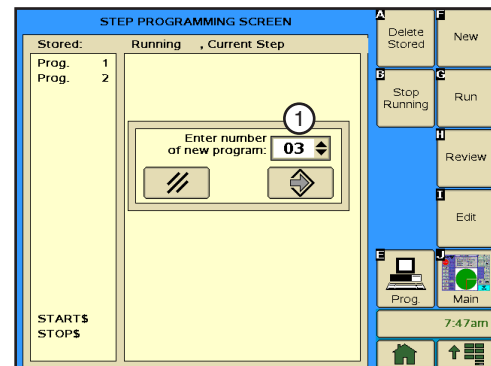 STEP PROGRAMMING SCREEN
Stored:
Running , Current Step
Prog. 1
Prog. 2
START$
STOP$
1
Enter number
of new program: 03
A
Delete
Stored
F
New
B
Stop
Running
G
Run
H
Review
I
Edit
E
Prog.
J
Main
7:47am